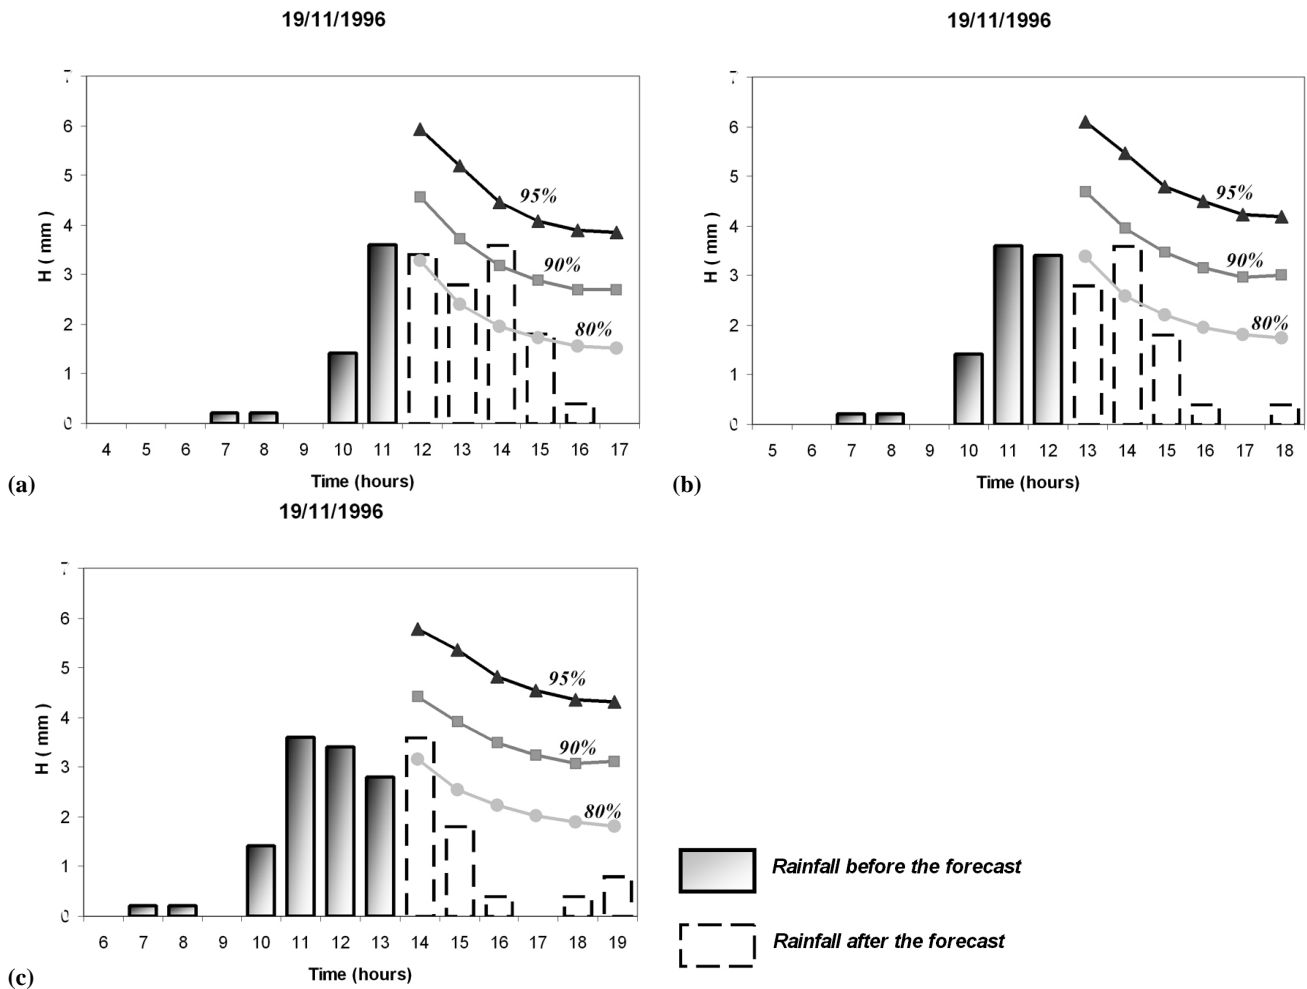 19/11/1996
6
5
4
3
2
1
H ( mm )
95%
90%
80%
4 5 6 7 8 9 10 11 12 13 14 15 16 17
Time (hours)
(a)
19/11/1996
6
5
4
3
2
1
H ( mm )
95%
90%
80%
5 6 7 8 9 10 11 12 13 14 15 16 17 18
Time (hours)
(b)
19/11/1996
6
5
4
3
2
1
H ( mm )
95%
90%
80%
6 7 8 9 10 11 12 13 14 15 16 17 18 19
Time (hours)
(c)
Rainfall before the forecast
Rainfall after the forecast